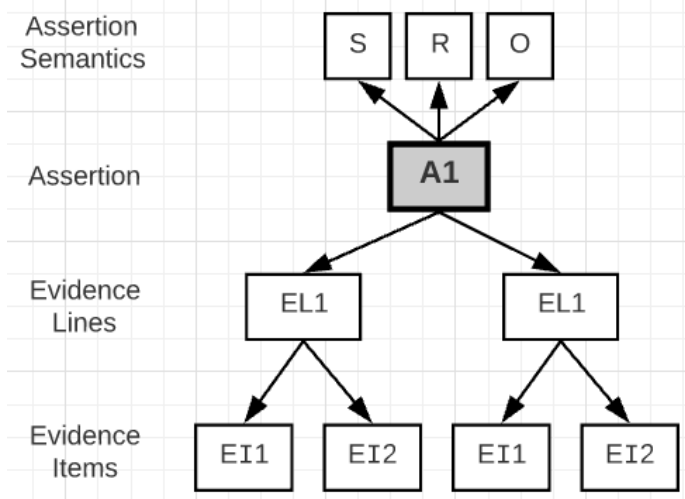 Assertion
Semantics
S R O
Assertion
A1
Evidence
Lines
EL1 EL1
Evidence
Items
EI1 EI2 EI1 EI2